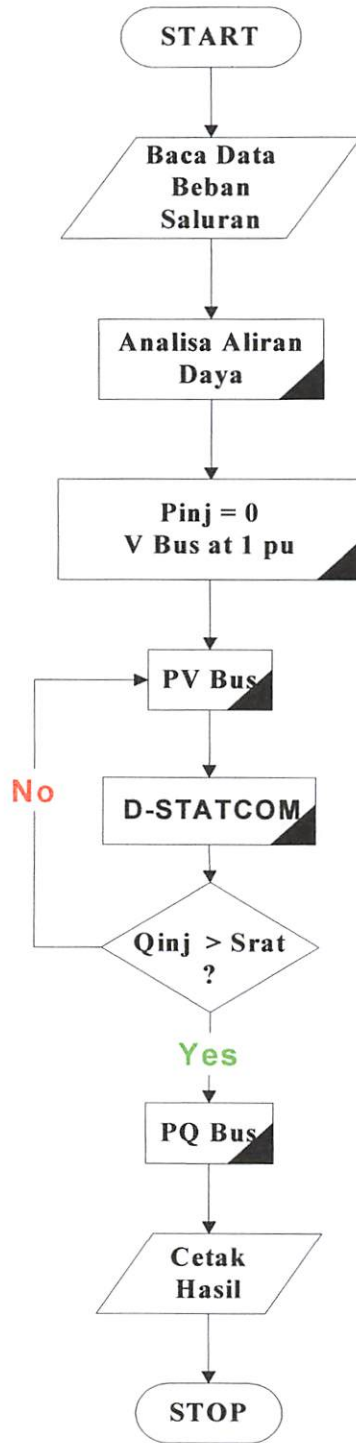 START
Baca Data
Beban
Saluran
Analisa Aliran
Daya
Pinj = 0
V Bus at 1 pu
PV Bus
No
D-STATCOM
Qinj > Srat
?
Yes
PQ Bus
Cetak
Hasil
STOP